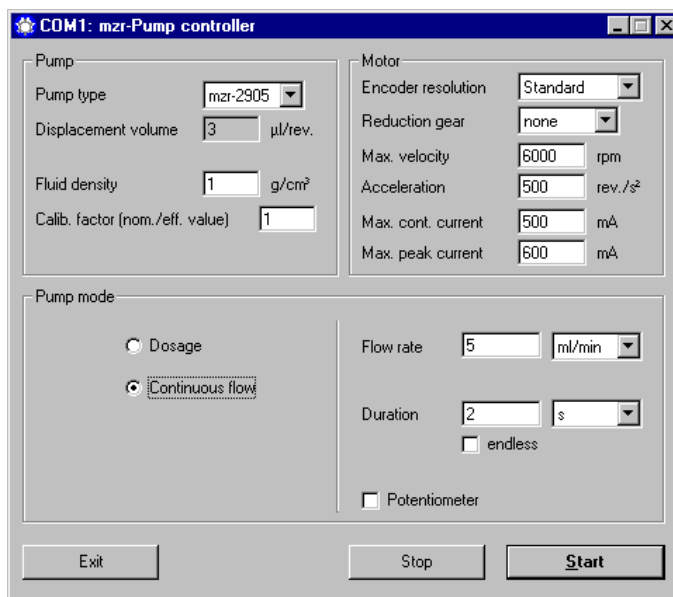 COM1: mzr-Pump controller
Pump
Pump type mzr-2905
Displacement volume 3 µl/rev.
Fluid density 1 g/cm³
Calib. factor (nom./eff. value) 1
Motor
Encoder resolution Standard
Reduction gear none
Max. velocity 6000 rpm
Acceleration 500 rev./s²
Max. cont. current 500 mA
Max. peak current 600 mA
Pump mode
Dosage
Continuous flow
Flow rate 5 ml/min
Duration 2 s
endless
Potentiometer
Exit Stop Start